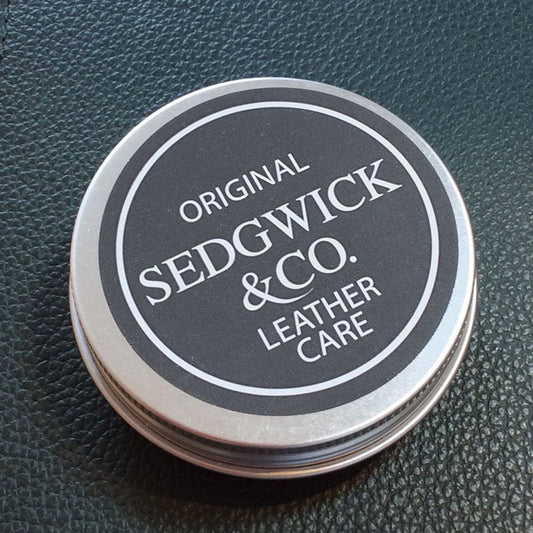 ORIGINAL
SEDGWICK
&CO.
LEATHER
CARE